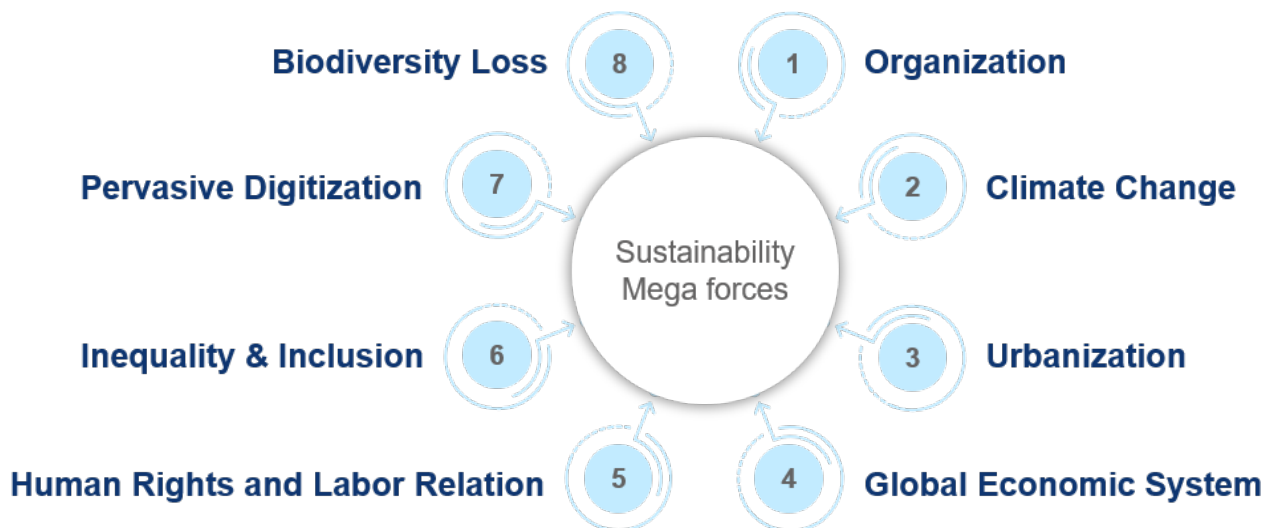 Biodiversity Loss 8 1 Organization
Pervasive Digitization 7 2 Climate Change
Sustainability
Mega forces
Inequality & Inclusion 6 3 Urbanization
Human Rights and Labor Relation 5 4 Global Economic System